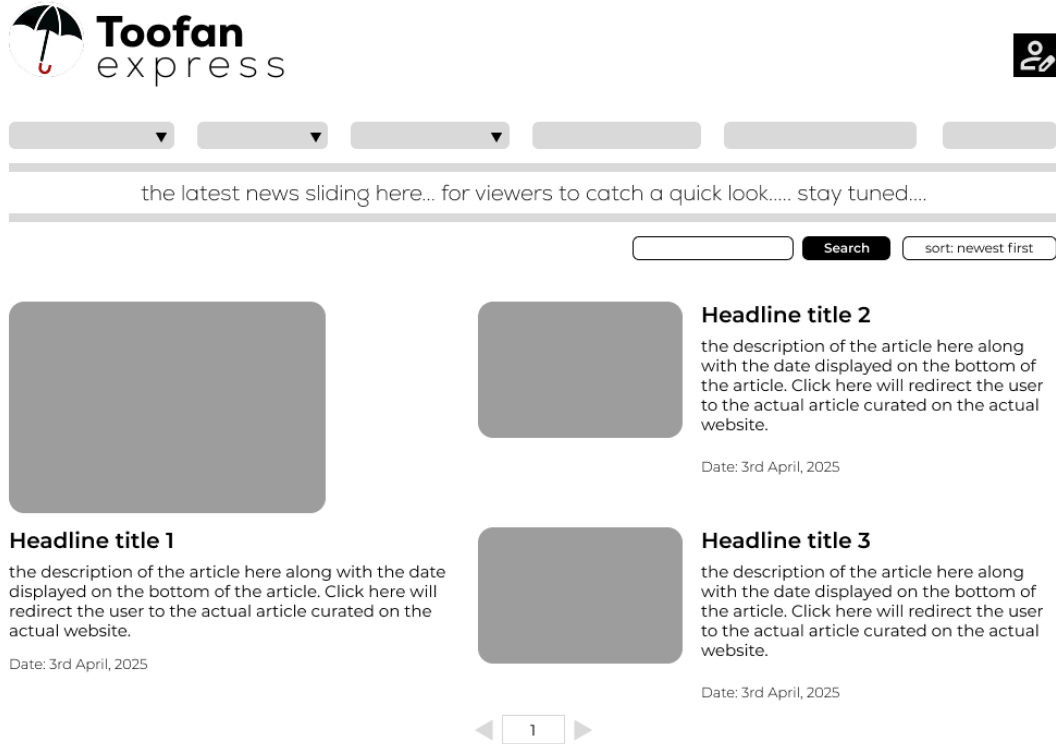 Toofan
express
the latest news sliding here... for viewers to catch a quick look..... stay tuned....
Search
sort: newest first
Headline title 1
the description of the article here along with the date
displayed on the bottom of the article. Click here will
redirect the user to the actual article curated on the
actual website.
Date: 3rd April, 2025
Headline title 2
the description of the article here along
with the date displayed on the bottom of
the article. Click here will redirect the user
to the actual article curated on the actual
website.
Date: 3rd April, 2025
Headline title 3
the description of the article here along
with the date displayed on the bottom of
the article. Click here will redirect the user
to the actual article curated on the actual
website.
Date: 3rd April, 2025
1